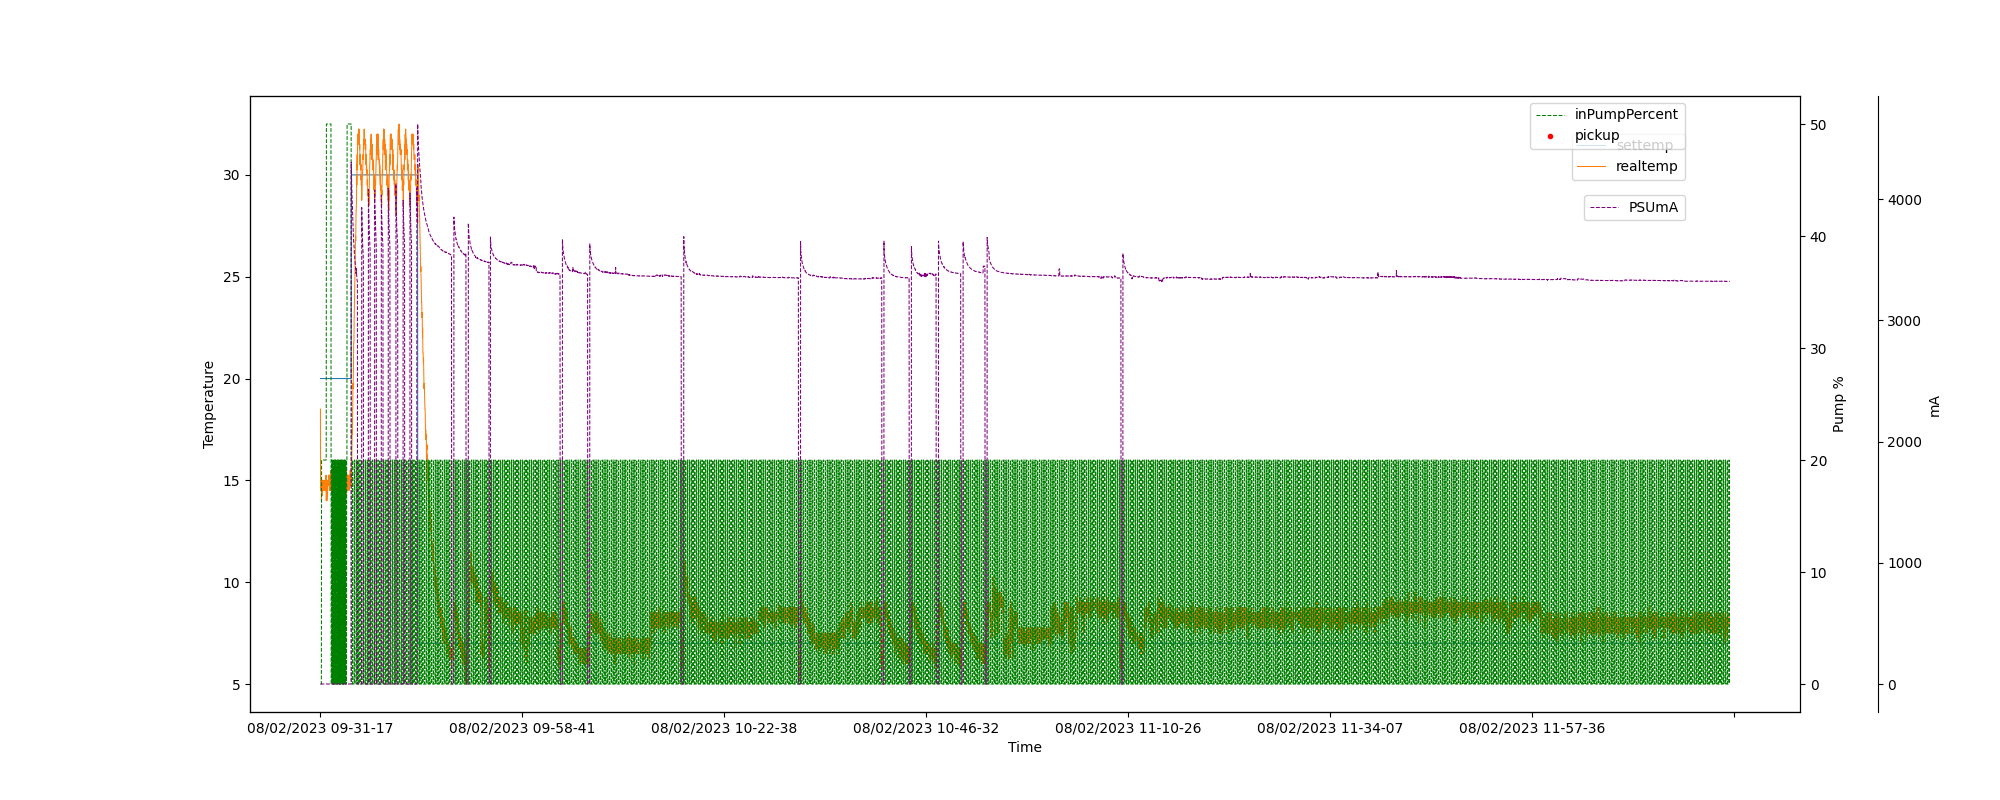 inPumpPercent
pickup
settemp
realtemp
PSUmA
Temperature
30
25
20
15
10
5
50
40
30
20
10
0
Pump %
4000
3000
2000
1000
0
mA
08/02/2023 09-31-17
08/02/2023 09-58-41
08/02/2023 10-22-38
08/02/2023 10-46-32
08/02/2023 11-10-26
08/02/2023 11-34-07
08/02/2023 11-57-36
Time